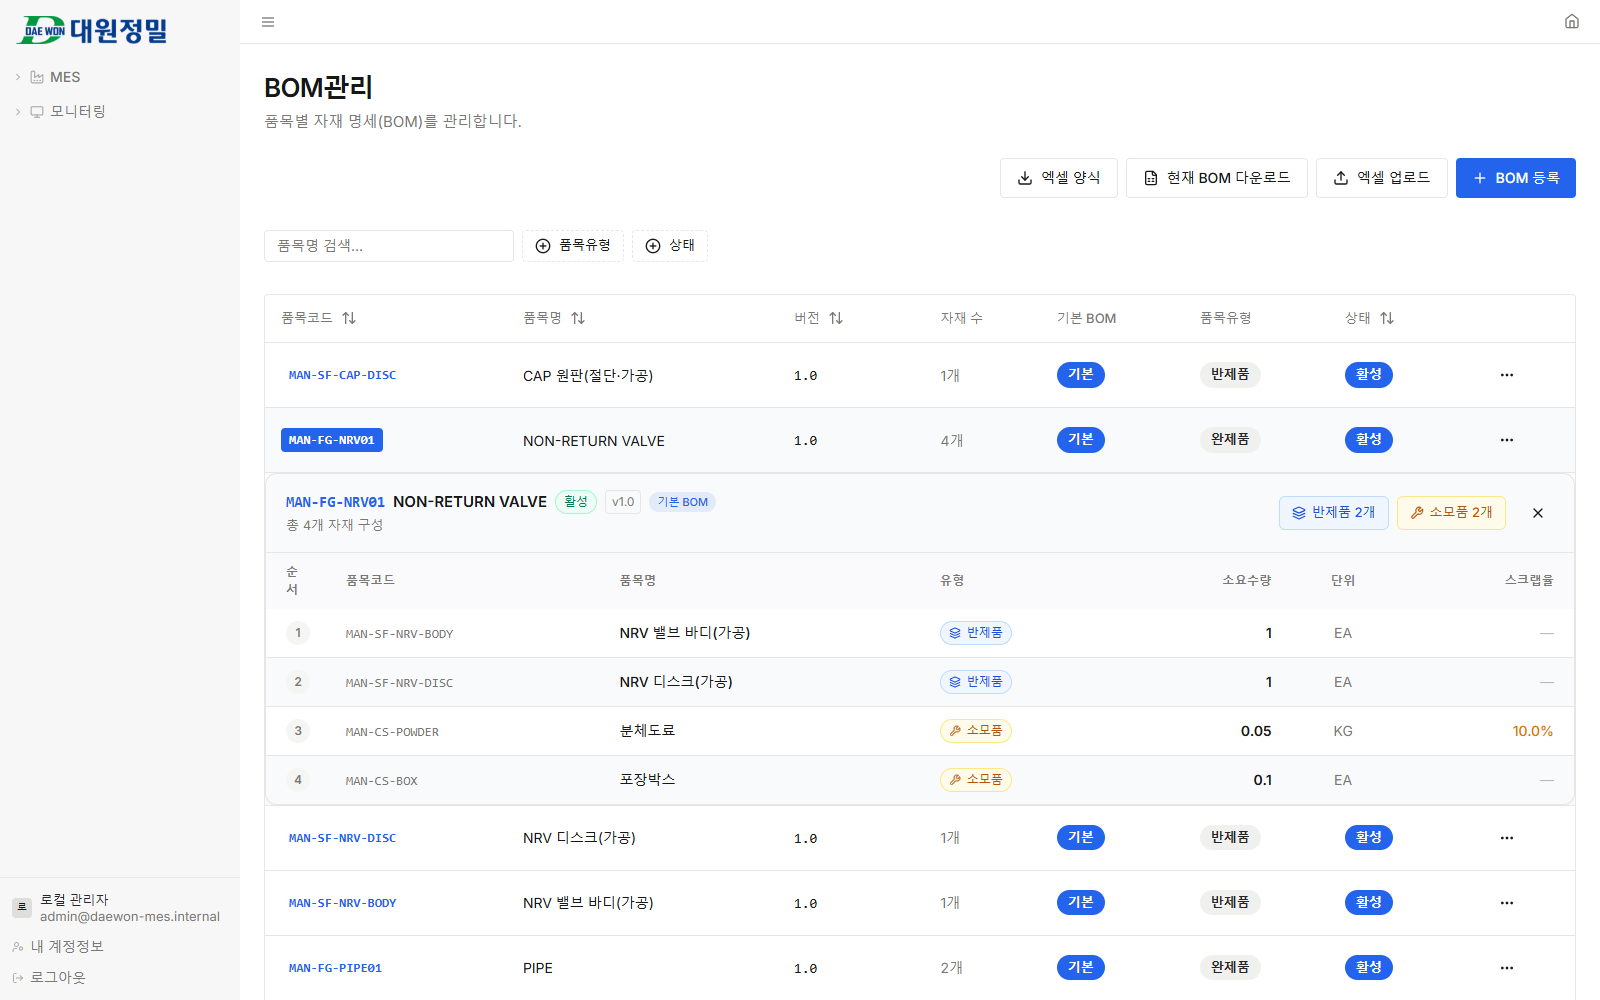 DAE WON 대원정밀
MES
모니터링
BOM관리
품목별 자재 명세(BOM)를 관리합니다.
엑셀 양식 현재 BOM 다운로드 엑셀 업로드 BOM 등록
품목명 검색... 품목유형 상태
품목코드 품목명 버전 자재 수 기본 BOM 품목유형 상태
MAN-SF-CAP-DISC CAP 원판(절단·가공) 1.0 1개 기본 반제품 활성 ...
MAN-FG-NRV01 NON-RETURN VALVE 1.0 4개 기본 완제품 활성 ...
MAN-FG-NRV01 NON-RETURN VALVE 활성 v1.0 기본 BOM
총 4개 자재 구성
반제품 2개 소모품 2개
순서 품목코드 품목명 유형 소요수량 단위 스크랩율
1 MAN-SF-NRV-BODY NRV 밸브 바디(가공) 반제품 1 EA —
2 MAN-SF-NRV-DISC NRV 디스크(가공) 반제품 1 EA —
3 MAN-CS-POWDER 분체도료 소모품 0.05 KG 10.0%
4 MAN-CS-BOX 포장박스 소모품 0.1 EA —
MAN-SF-NRV-DISC NRV 디스크(가공) 1.0 1개 기본 반제품 활성 ...
MAN-SF-NRV-BODY NRV 밸브 바디(가공) 1.0 1개 기본 반제품 활성 ...
MAN-FG-PIPE01 PIPE 1.0 2개 기본 완제품 활성 ...
로 로컬 관리자
admin@daewon-mes.internal
내 계정정보
로그아웃